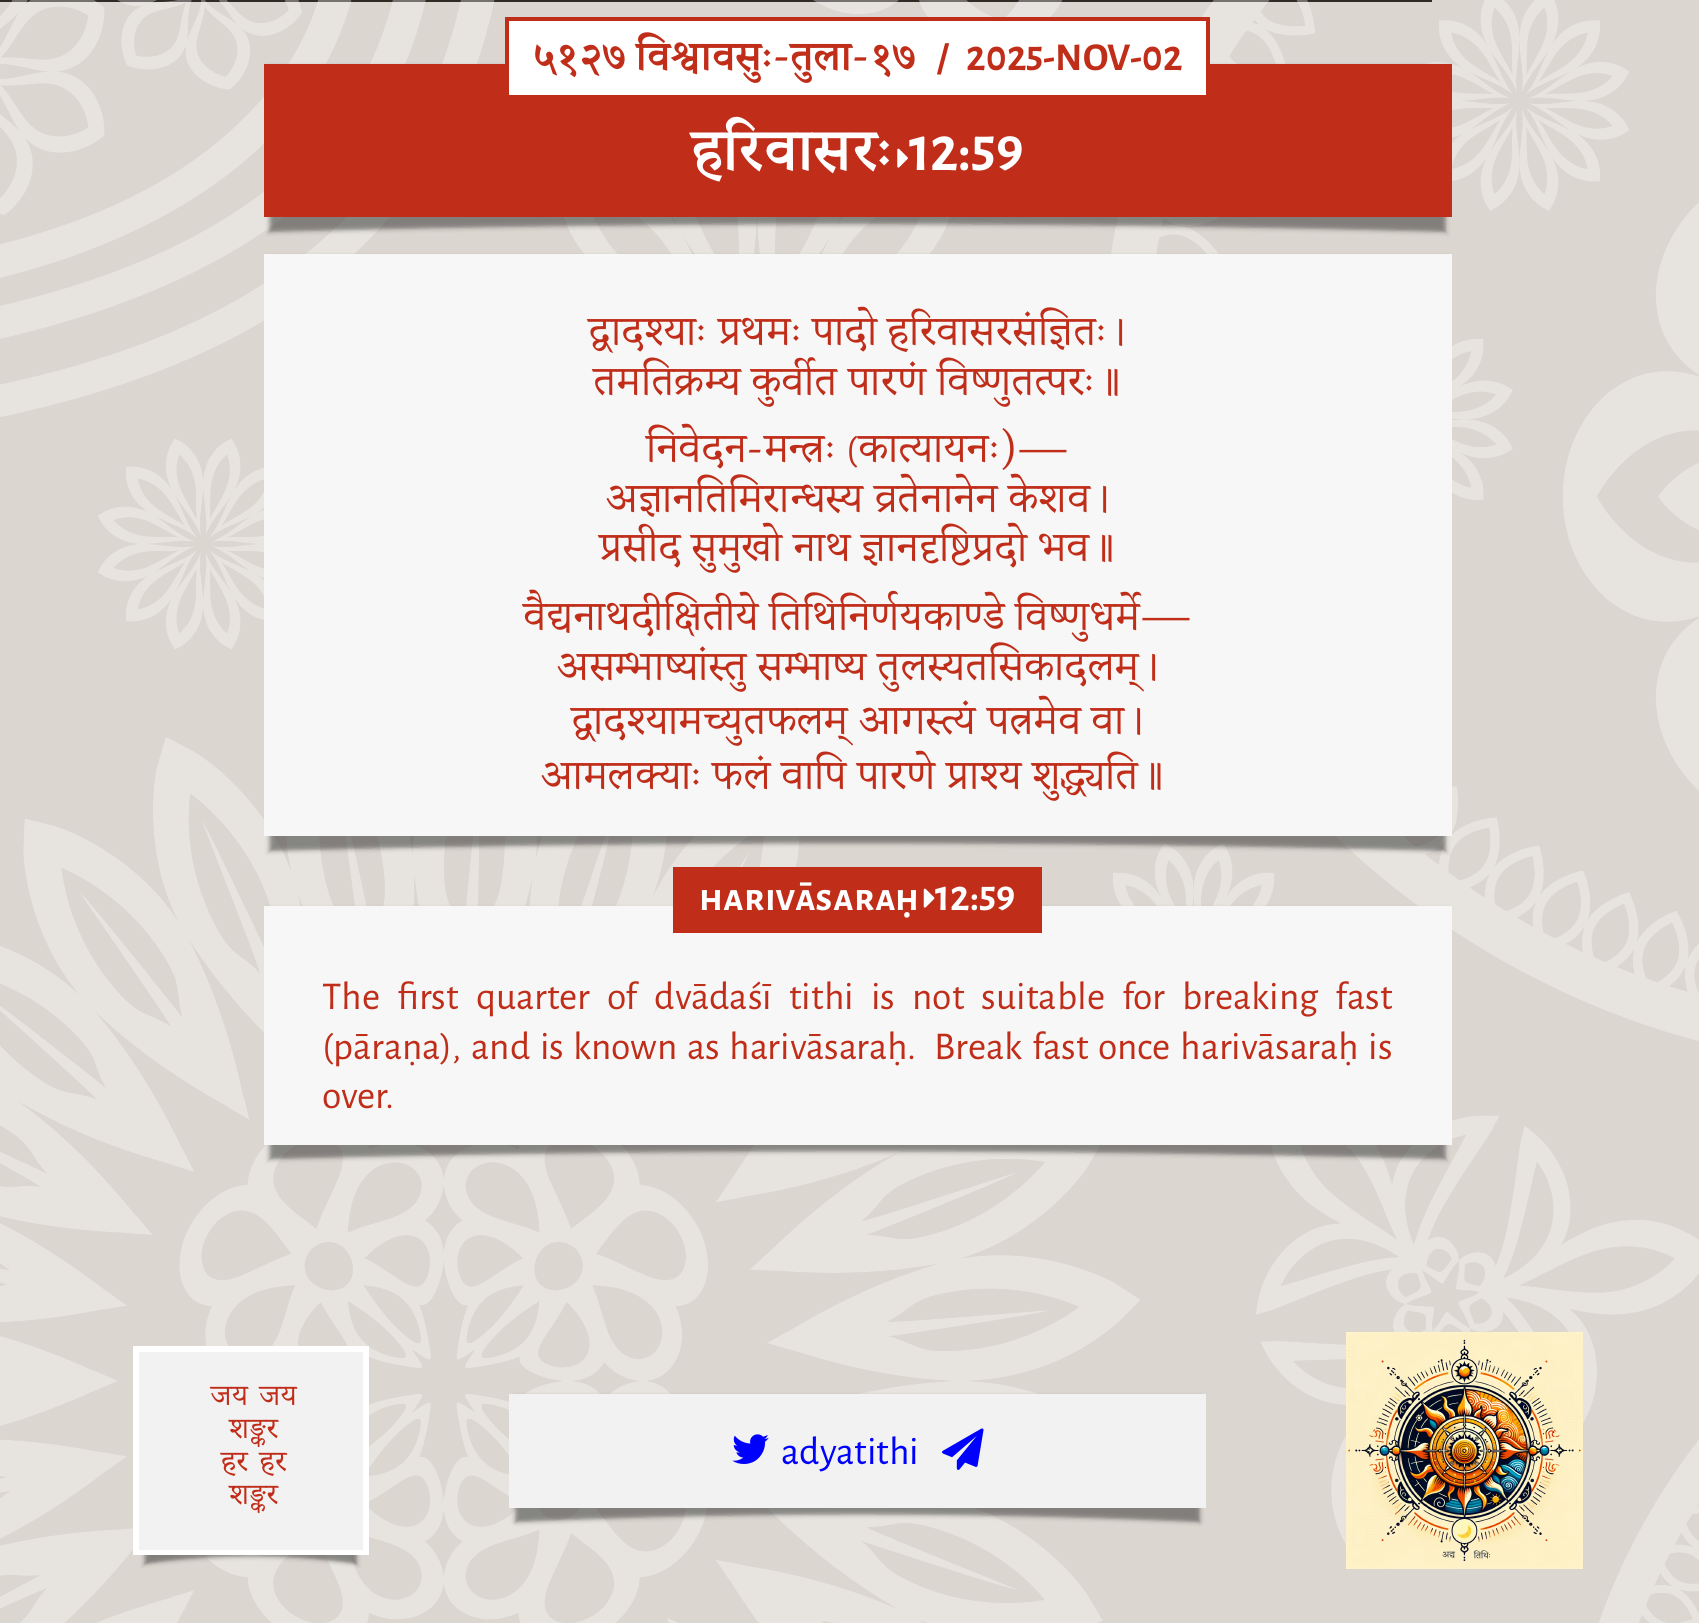 ५१२७ विश्वावसुः-तुला-१७ / 2025-NOV-02
हरिवासरः▸12:59
द्वादश्याः प्रथमः पादो हरिवासरसंज्ञितः।
तमतिक्रम्य कुर्वीत पारणं विष्णुतत्परः॥
निवेदन-मन्त्रः (कात्यायनः)—
अज्ञानतिमिरान्धस्य व्रतेनानेन केशव।
प्रसीद सुमुखो नाथ ज्ञानदृष्टिप्रदो भव॥
वैद्यनाथदीक्षितीये तिथिनिर्णयकाण्डे विष्णुधर्मे—
असम्भाष्यांस्तु सम्भाष्य तुलस्यतसिकादलम्।
द्वादश्यामच्युतफलम् आगस्त्यं पत्रमेव वा।
आमलक्याः फलं वापि पारणे प्राश्य शुद्ध्यति॥
HARIVĀSARAḤ▸12:59
The first quarter of dvādaśī tithi is not suitable for breaking fast
(pāraṇa), and is known as harivāsaraḥ. Break fast once harivāsaraḥ is
over.
जय जय
शङ्कर
हर हर
शङ्कर
adyatithi
अद्य तिथिः